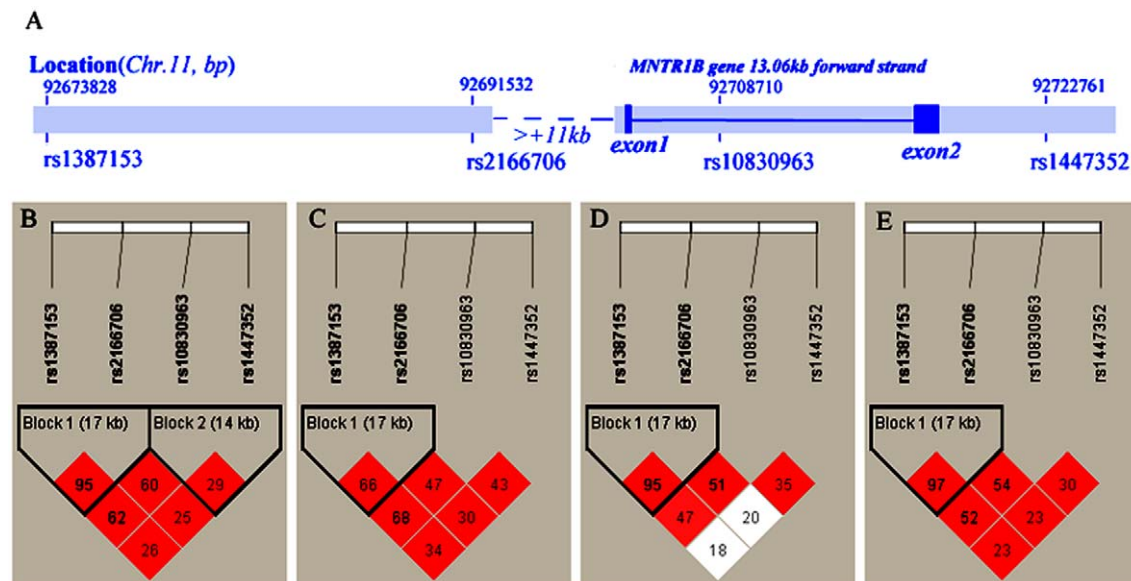 A
Location(Chr.11, bp)
MNTR1B gene 13.06kb forward strand
92673828 92691532 92708710 92722761
>+11kb
exon1 exon2
rs1387153 rs2166706 rs10830963 rs1447352
B C D E
rs1387153 rs2166706 rs10830963 rs1447352
rs1387153 rs2166706 rs10830963 rs1447352
rs1387153 rs2166706 rs10830963 rs1447352
rs1387153 rs2166706 rs10830963 rs1447352
Block 1 (17 kb) Block 2 (14 kb)
95 60 29
62 25
26
Block 1 (17 kb)
66 47 43
68 30
34
Block 1 (17 kb)
95 51 35
47 20
18
Block 1 (17 kb)
97 54 30
52 23
23